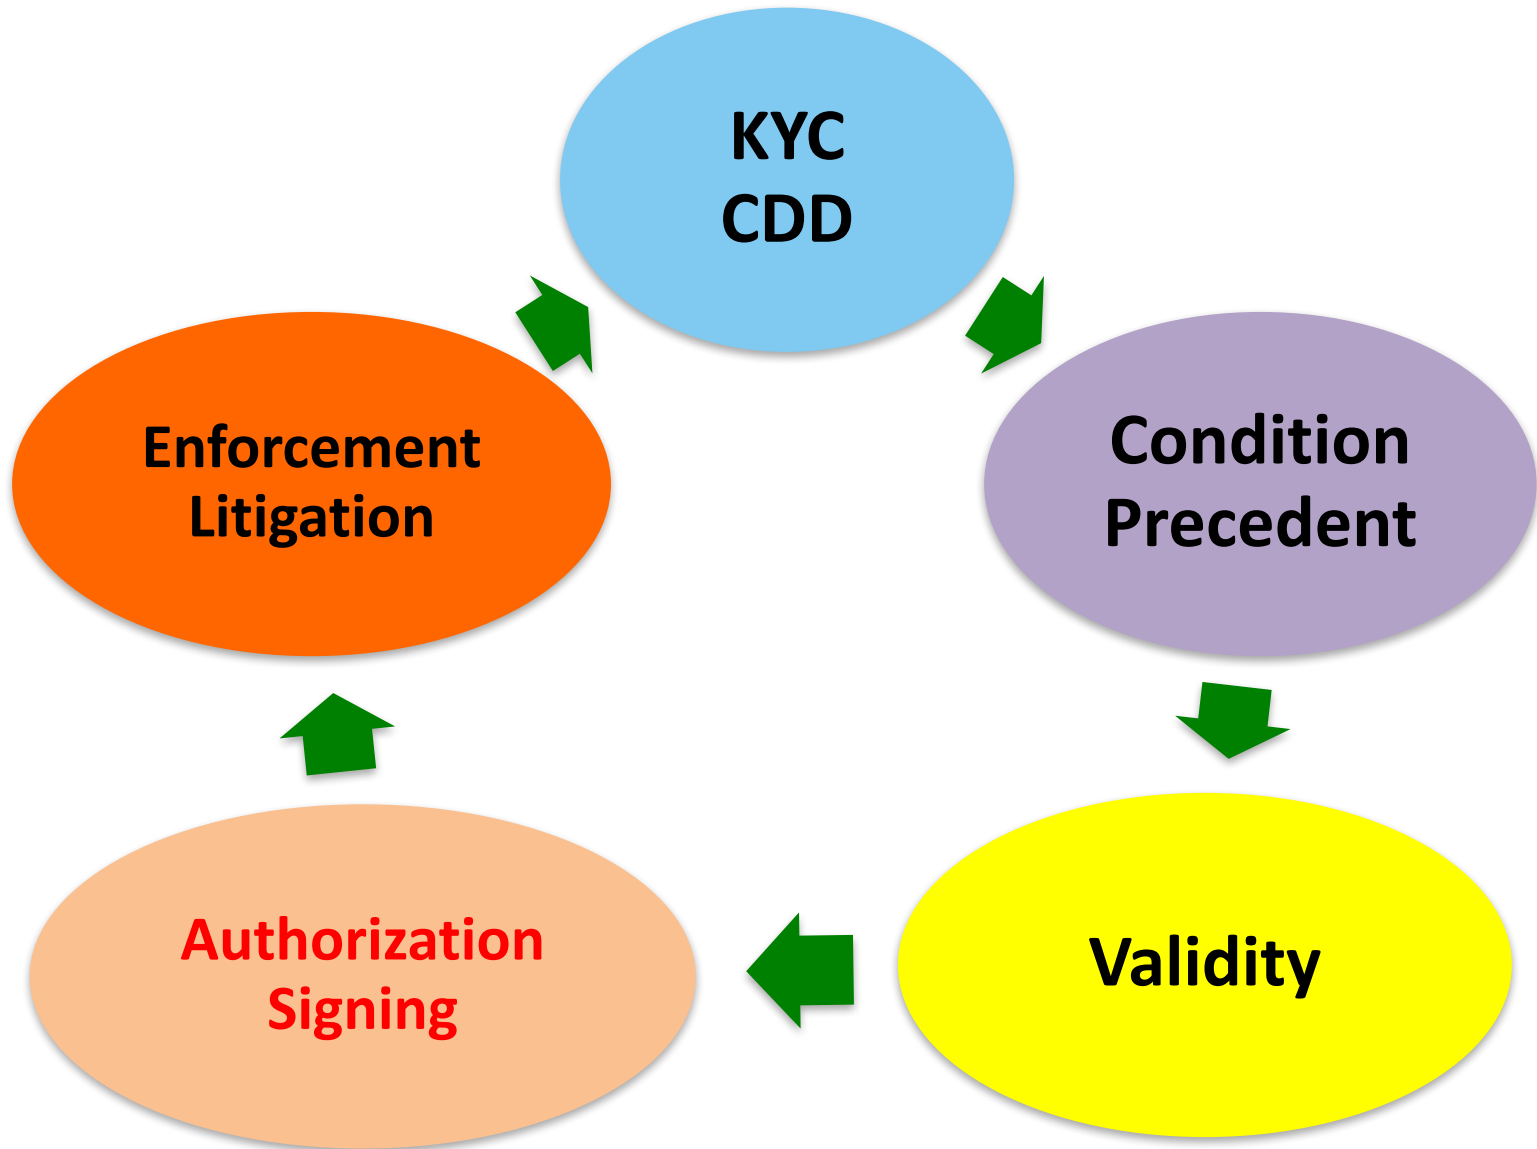 KYC
CDD
Condition
Precedent
Validity
Authorization
Signing
Enforcement
Litigation